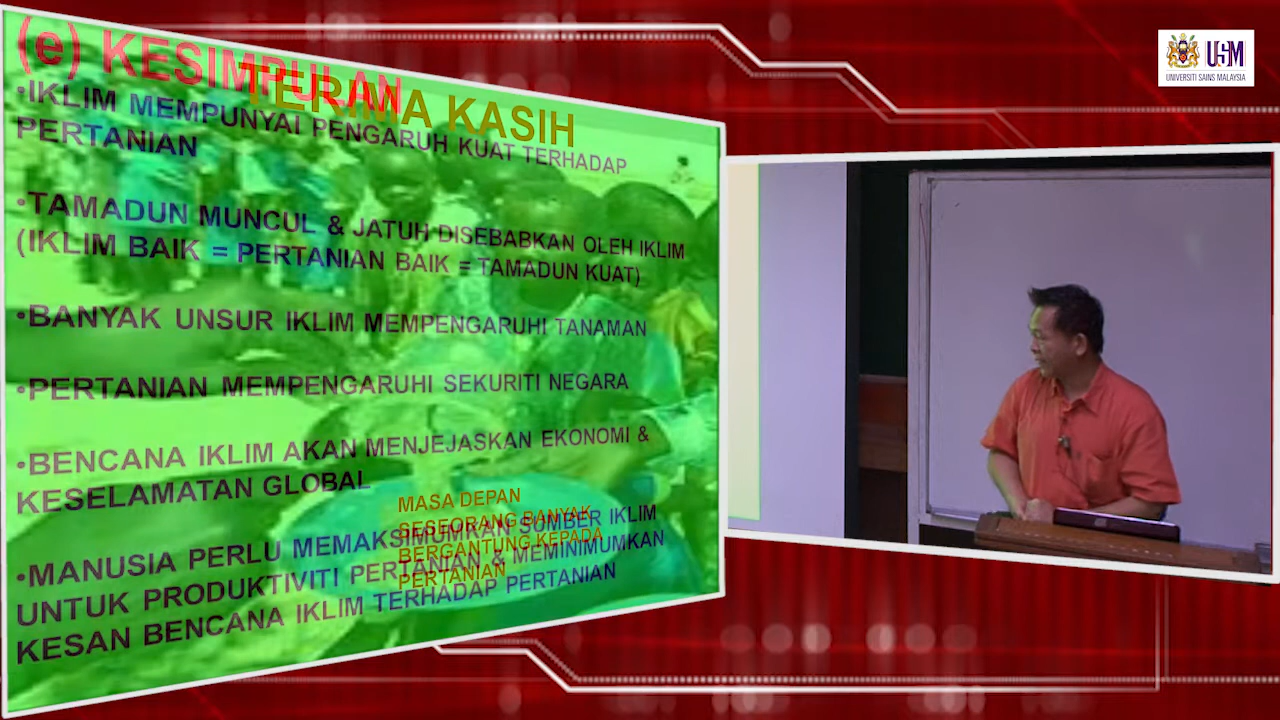 (e) KESIMPULAN
TERIMA KASIH
•IKLIM MEMPUNYAI PENGARUH KUAT TERHADAP
PERTANIAN
•TAMADUN MUNCUL & JATUH DISEBABKAN OLEH IKLIM
(IKLIM BAIK = PERTANIAN BAIK = TAMADUN KUAT)
•BANYAK UNSUR IKLIM MEMPENGARUHI TANAMAN
•PERTANIAN MEMPENGARUHI SEKURITI NEGARA
•BENCANA IKLIM AKAN MENJEJASKAN EKONOMI &
KESELAMATAN GLOBAL
•MANUSIA PERLU MEMAKSIMUMKAN SUMBER IKLIM
UNTUK PRODUKTIVITI PERTANIAN & MEMINIMUMKAN
KESAN BENCANA IKLIM TERHADAP PERTANIAN
MASA DEPAN
SESEORANG BANYAK
BERGANTUNG KEPADA
PERTANIAN
USM
UNIVERSITI SAINS MALAYSIA